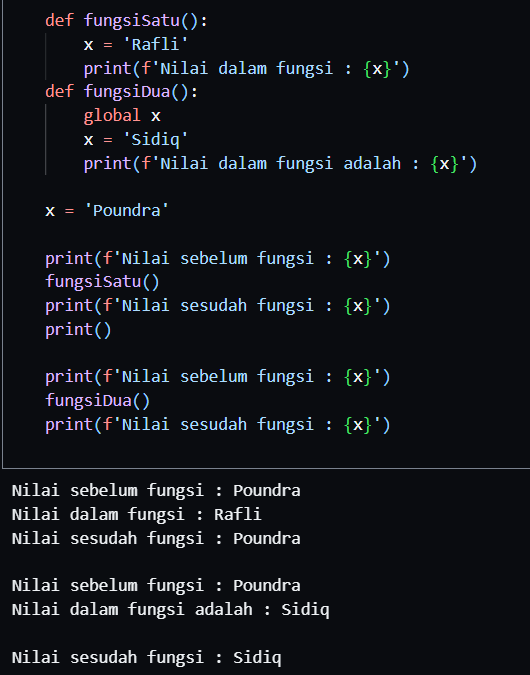 def fungsiSatu():
    x = 'Rafli'
    print(f'Nilai dalam fungsi : {x}')
def fungsiDua():
    global x
    x = 'Sidiq'
    print(f'Nilai dalam fungsi adalah : {x}')

x = 'Poundra'

print(f'Nilai sebelum fungsi : {x}')
fungsiSatu()
print(f'Nilai sesudah fungsi : {x}')
print()

print(f'Nilai sebelum fungsi : {x}')
fungsiDua()
print(f'Nilai sesudah fungsi : {x}')

Nilai sebelum fungsi : Poundra
Nilai dalam fungsi : Rafli
Nilai sesudah fungsi : Poundra

Nilai sebelum fungsi : Poundra
Nilai dalam fungsi adalah : Sidiq

Nilai sesudah fungsi : Sidiq